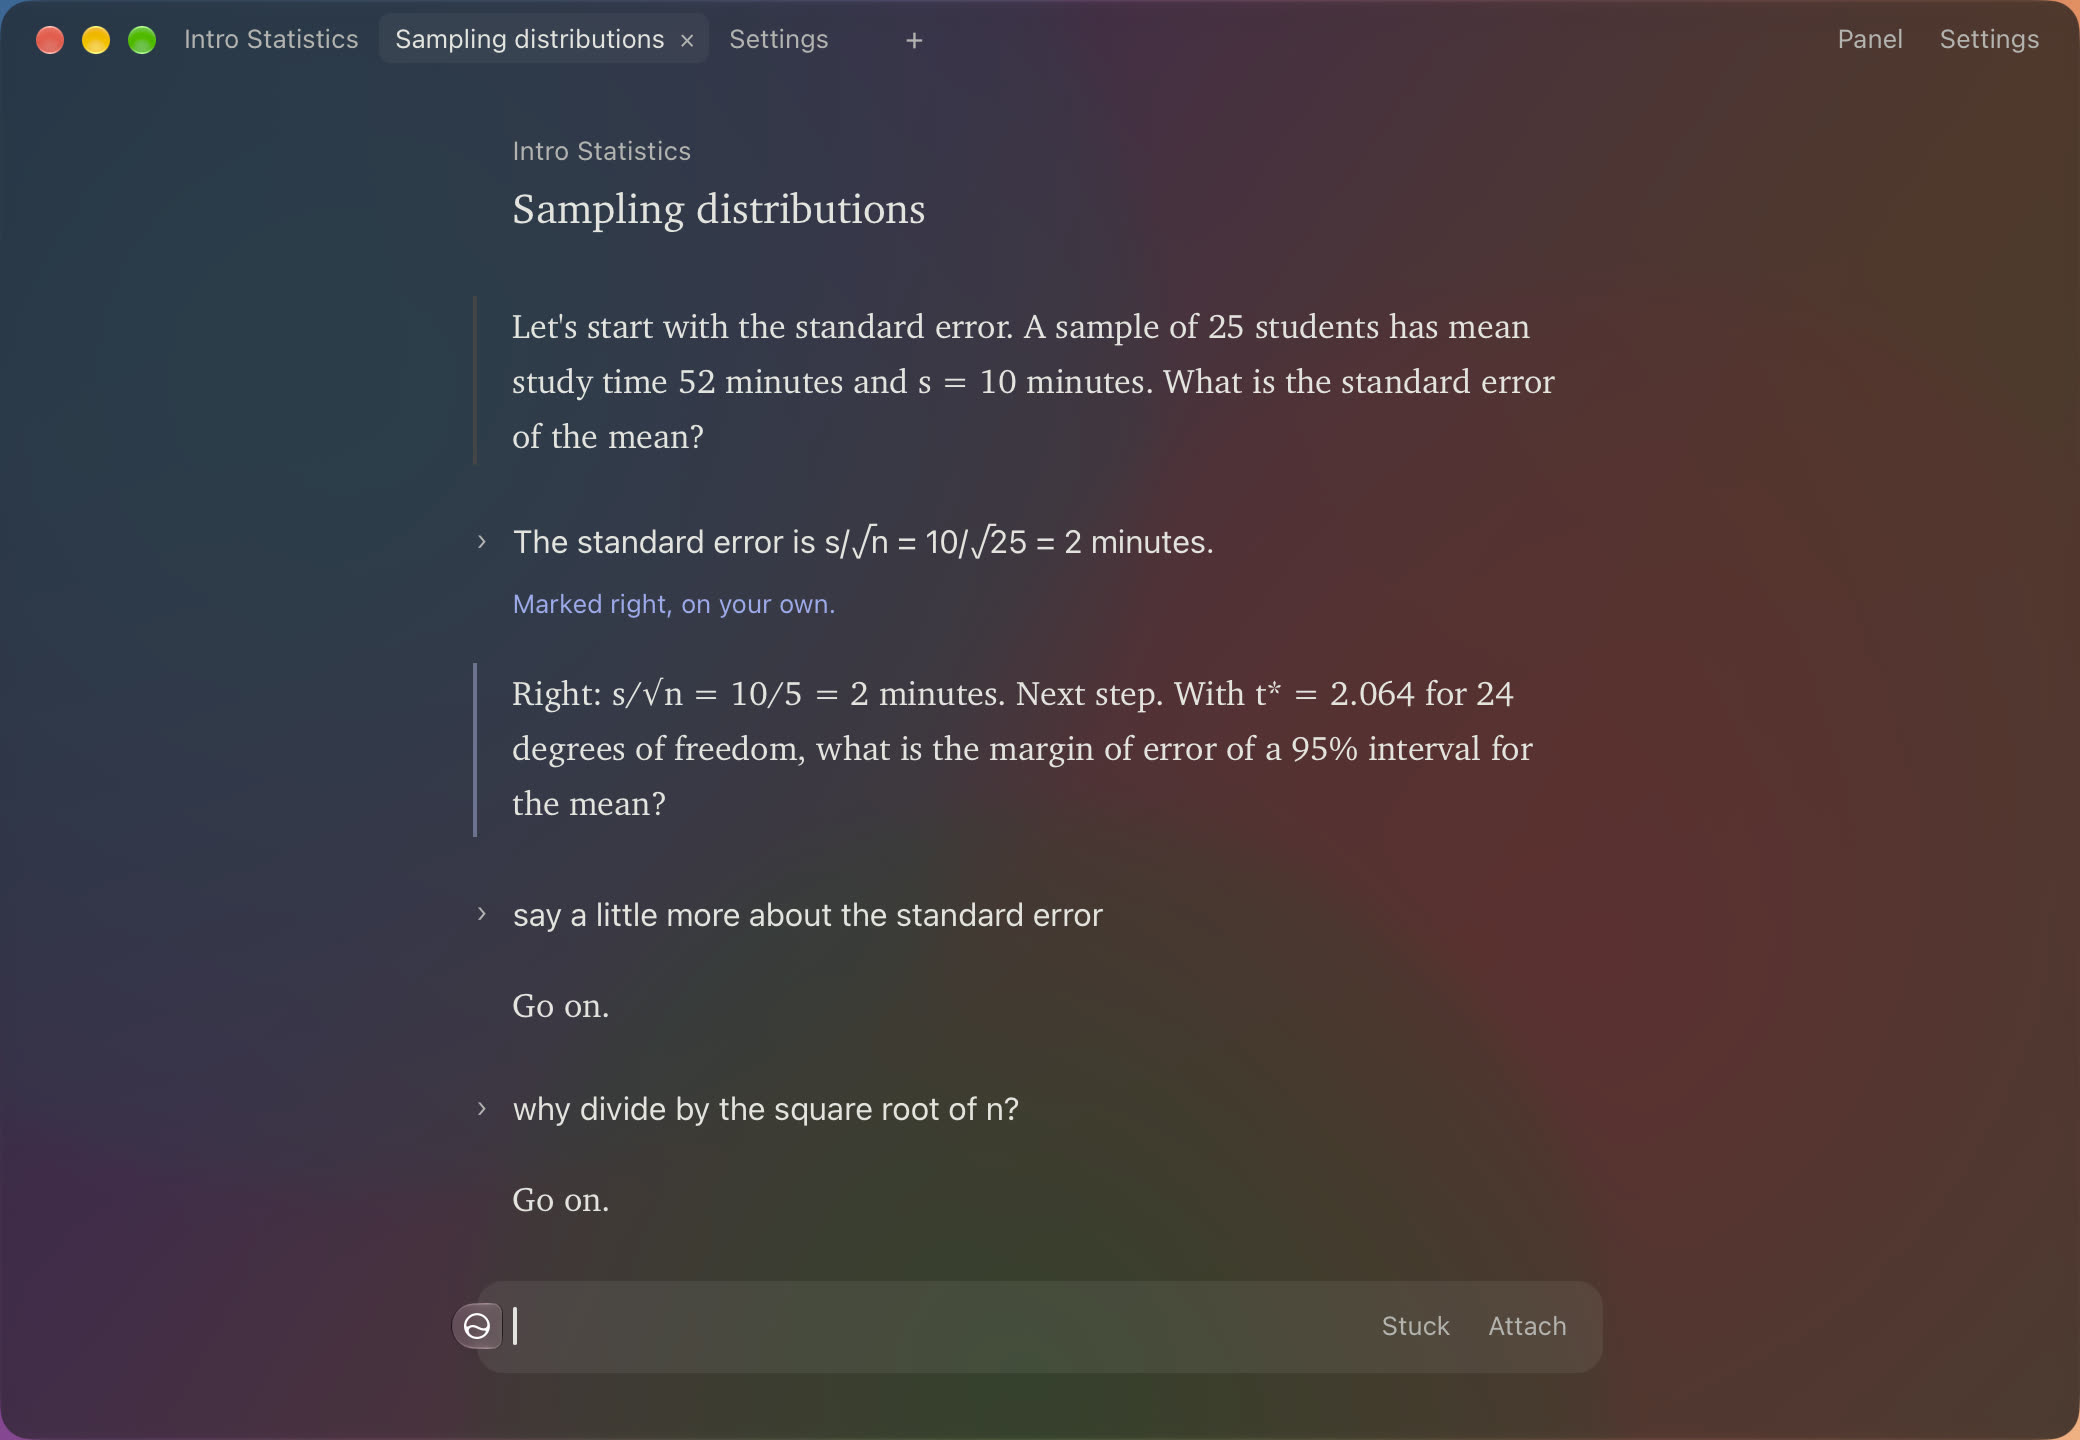 Intro Statistics
Sampling distributions ×
Settings
+
Panel
Settings
Intro Statistics
Sampling distributions
Let's start with the standard error. A sample of 25 students has mean
study time 52 minutes and s = 10 minutes. What is the standard error
of the mean?
› The standard error is s/√n = 10/√25 = 2 minutes.
Marked right, on your own.
Right: s/√n = 10/5 = 2 minutes. Next step. With t* = 2.064 for 24
degrees of freedom, what is the margin of error of a 95% interval for
the mean?
› say a little more about the standard error
Go on.
› why divide by the square root of n?
Go on.
Stuck
Attach